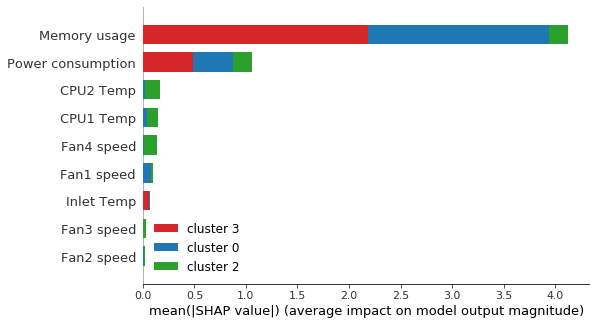 Memory usage
Power consumption
CPU2 Temp
CPU1 Temp
Fan4 speed
Fan1 speed
Inlet Temp
Fan3 speed
Fan2 speed
cluster 3
cluster 0
cluster 2
0.0 0.5 1.0 1.5 2.0 2.5 3.0 3.5 4.0
mean(|SHAP value|) (average impact on model output magnitude)